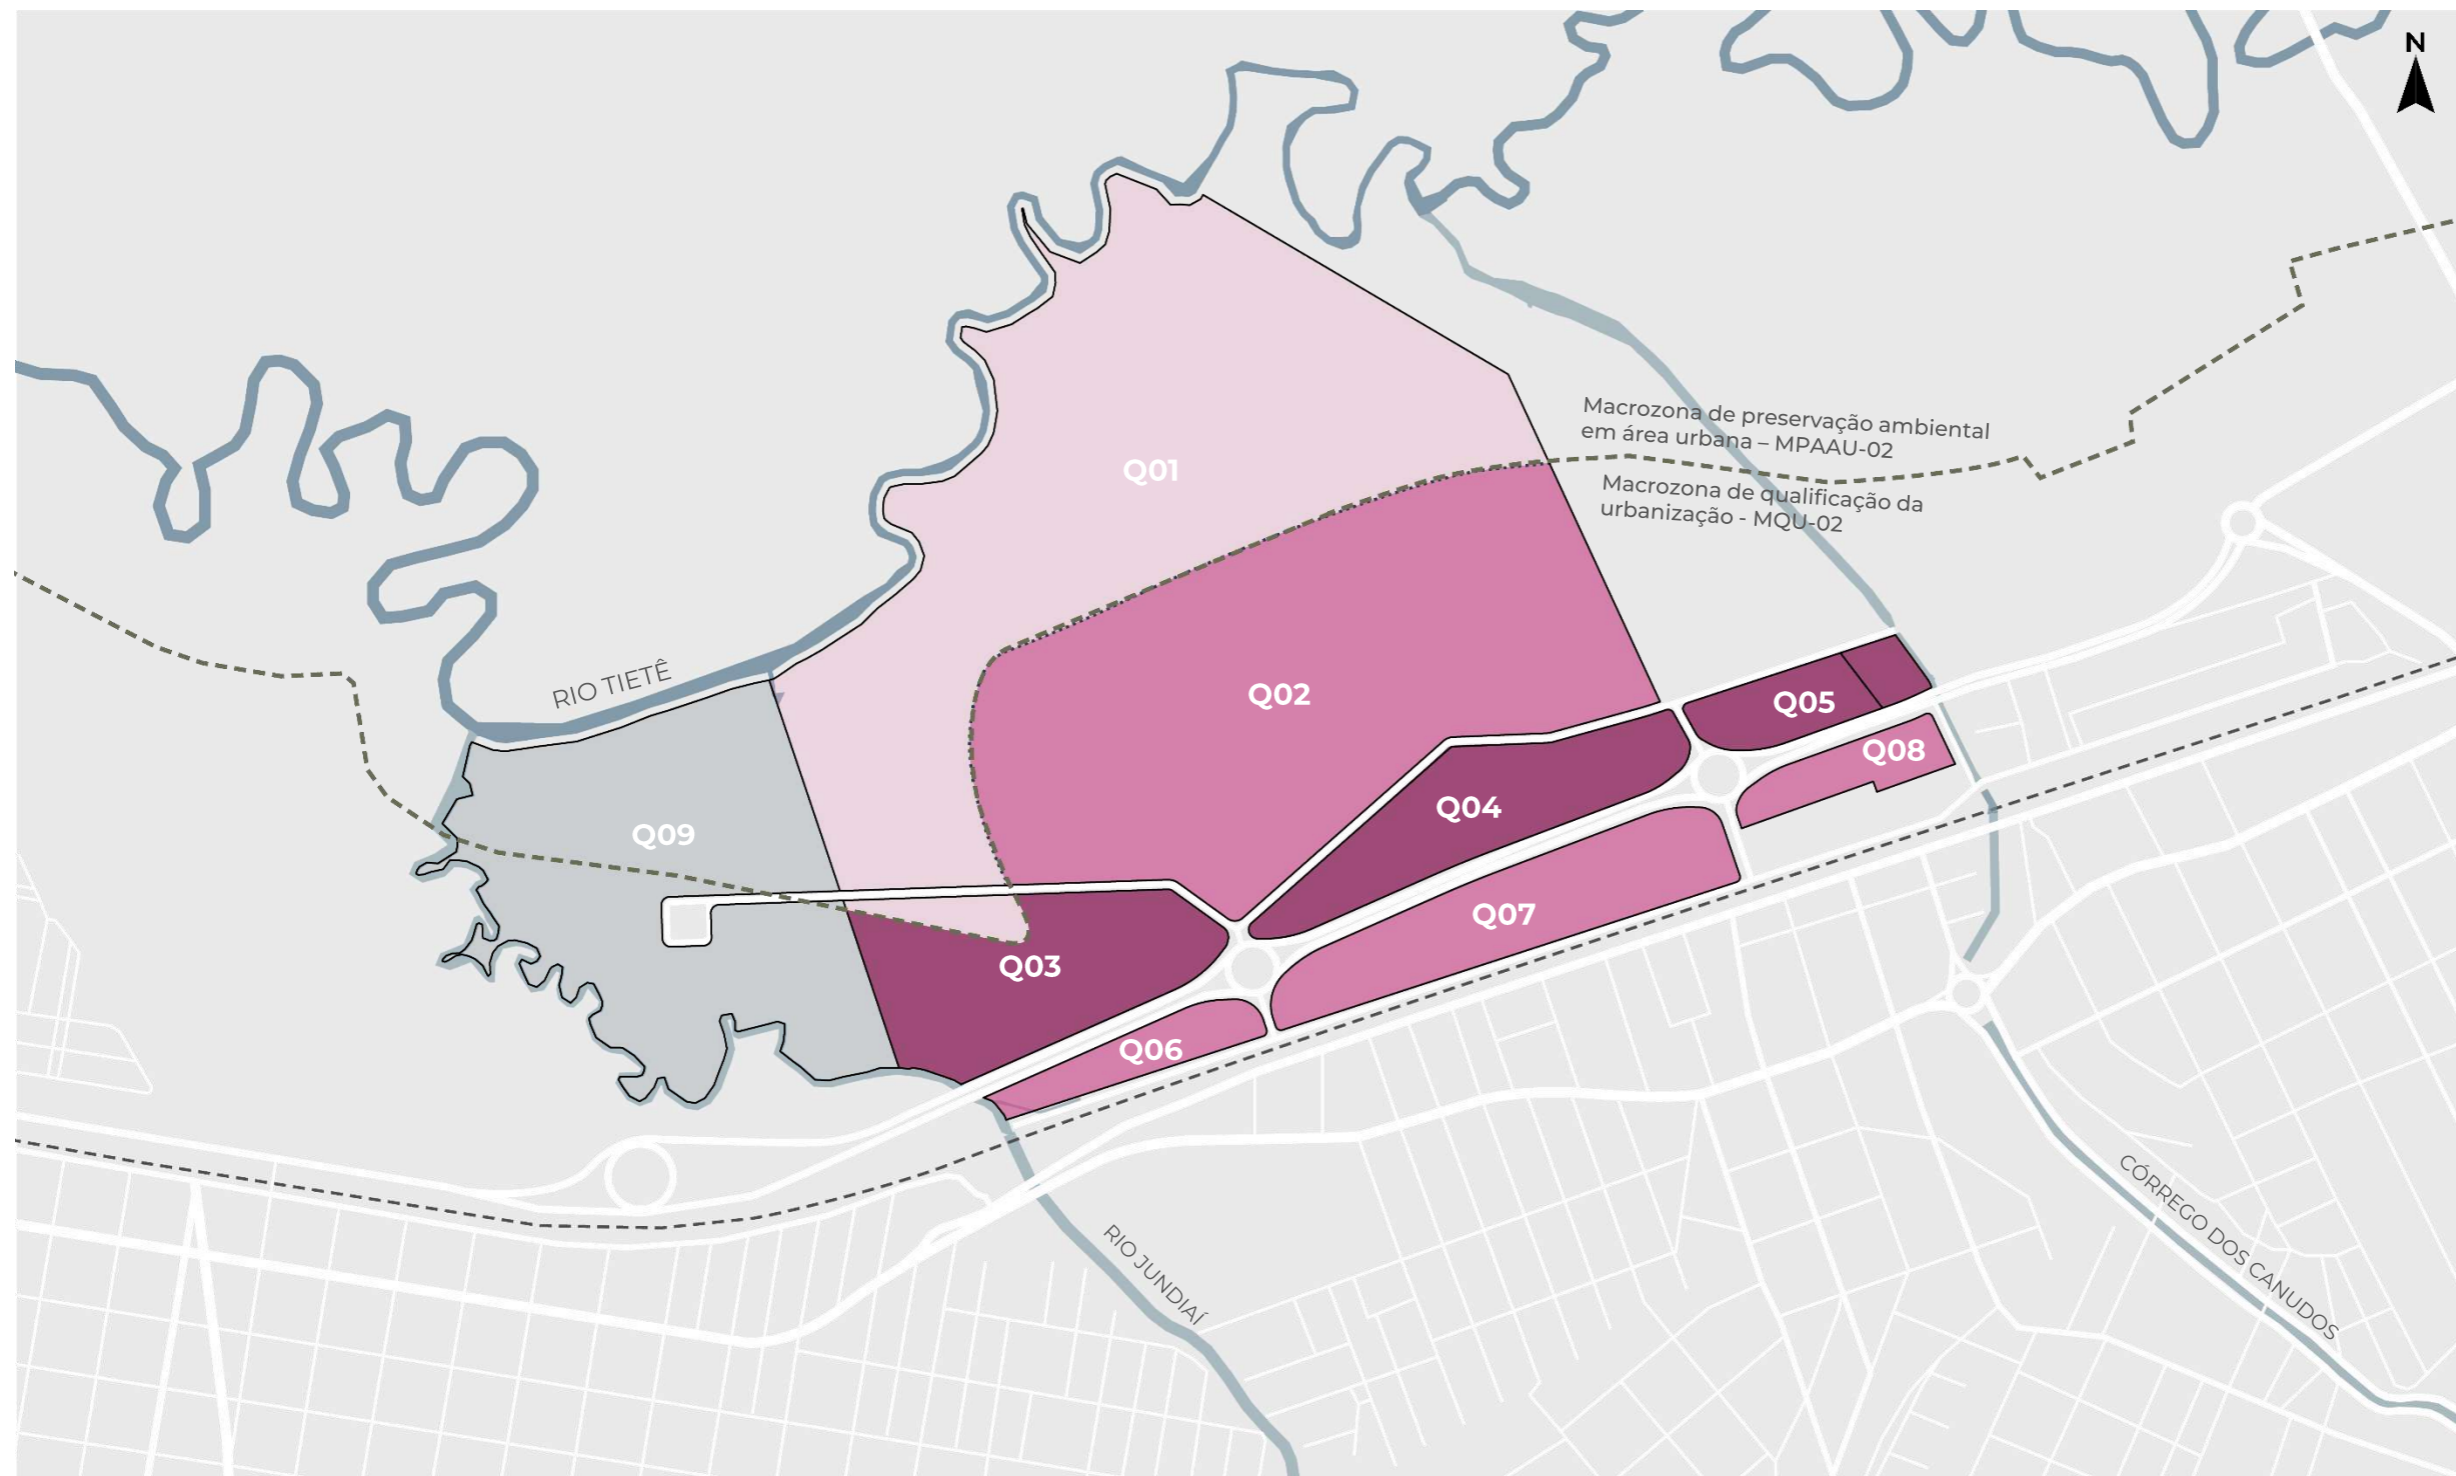 N
Macrozona de preservação ambiental
em área urbana – MPAAU-02
Q01
Macrozona de qualificação da
urbanização - MQU-02
RIO TIETÊ
Q02
Q05
Q08
Q04
Q09
Q07
Q03
Q06
RIO JUNDIAÍ
CÓRREGO DOS CANUDOS